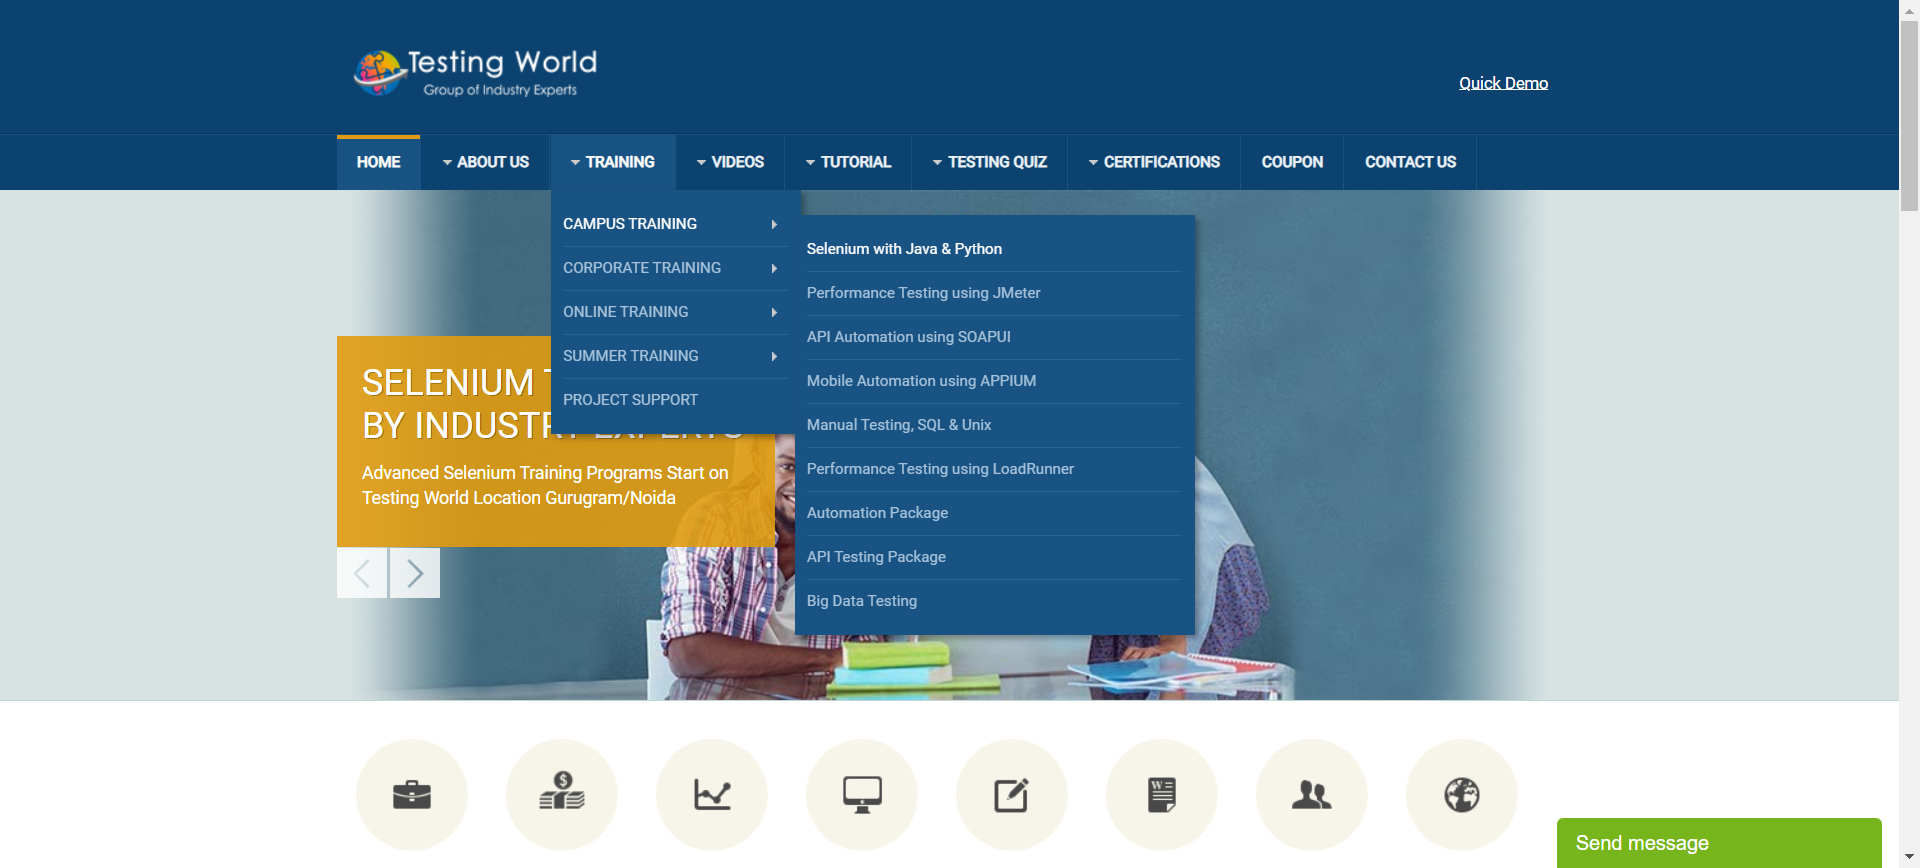 Testing World
Group of Industry Experts
Quick Demo
HOME
ABOUT US
TRAINING
VIDEOS
TUTORIAL
TESTING QUIZ
CERTIFICATIONS
COUPON
CONTACT US
CAMPUS TRAINING
CORPORATE TRAINING
ONLINE TRAINING
SUMMER TRAINING
PROJECT SUPPORT
Selenium with Java & Python
Performance Testing using JMeter
API Automation using SOAPUI
Mobile Automation using APPIUM
Manual Testing, SQL & Unix
Performance Testing using LoadRunner
Automation Package
API Testing Package
Big Data Testing
SELENIUM T
BY INDUSTRY EXPERTS
Advanced Selenium Training Programs Start on
Testing World Location Gurugram/Noida
$
W
Send message